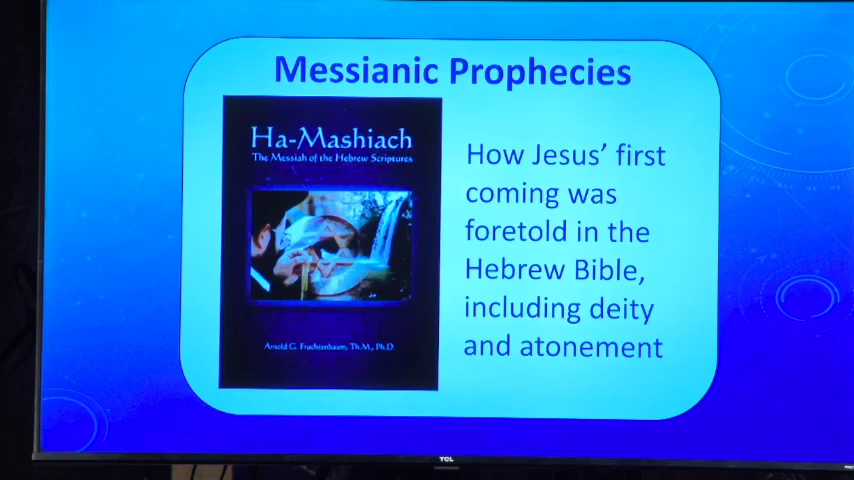 Messianic Prophecies
Ha-Mashiach
The Messiah of the Hebrew Scriptures
Arnold G. Fruchtenbaum, Th.M., Ph.D.
How Jesus' first
coming was
foretold in the
Hebrew Bible,
including deity
and atonement
TCL